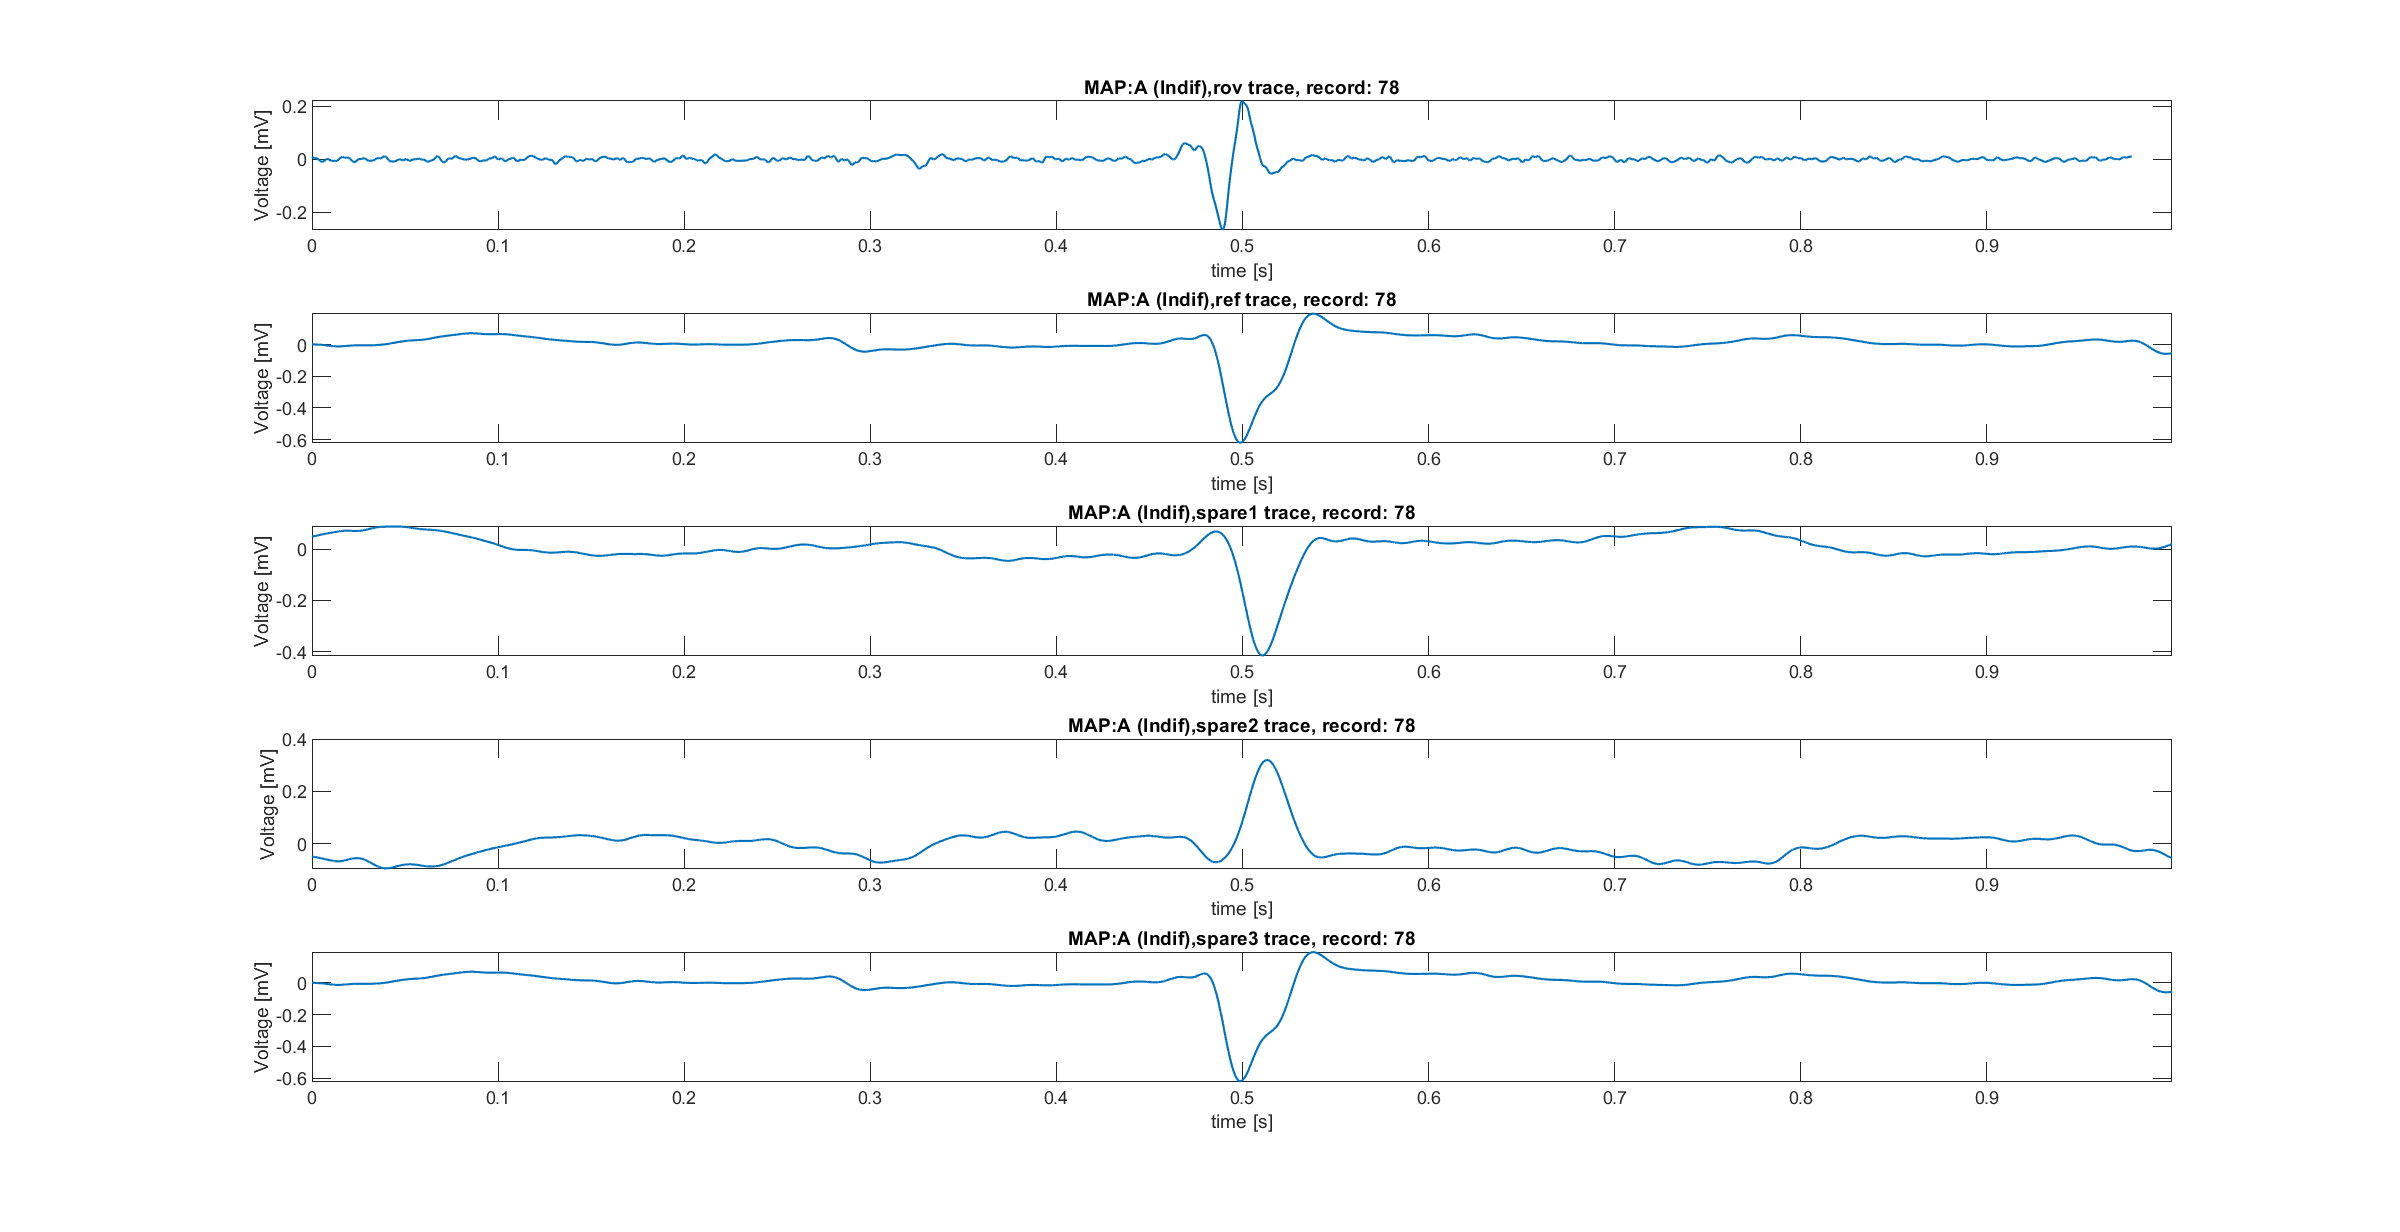 MAP:A (Indif),rov trace, record: 78
Voltage [mV]
0.2
0
-0.2
0 0.1 0.2 0.3 0.4 0.5 0.6 0.7 0.8 0.9
time [s]
MAP:A (Indif),ref trace, record: 78
Voltage [mV]
0
-0.2
-0.4
-0.6
0 0.1 0.2 0.3 0.4 0.5 0.6 0.7 0.8 0.9
time [s]
MAP:A (Indif),spare1 trace, record: 78
Voltage [mV]
0
-0.2
-0.4
0 0.1 0.2 0.3 0.4 0.5 0.6 0.7 0.8 0.9
time [s]
MAP:A (Indif),spare2 trace, record: 78
Voltage [mV]
0.4
0.2
0
0 0.1 0.2 0.3 0.4 0.5 0.6 0.7 0.8 0.9
time [s]
MAP:A (Indif),spare3 trace, record: 78
Voltage [mV]
0
-0.2
-0.4
-0.6
0 0.1 0.2 0.3 0.4 0.5 0.6 0.7 0.8 0.9
time [s]